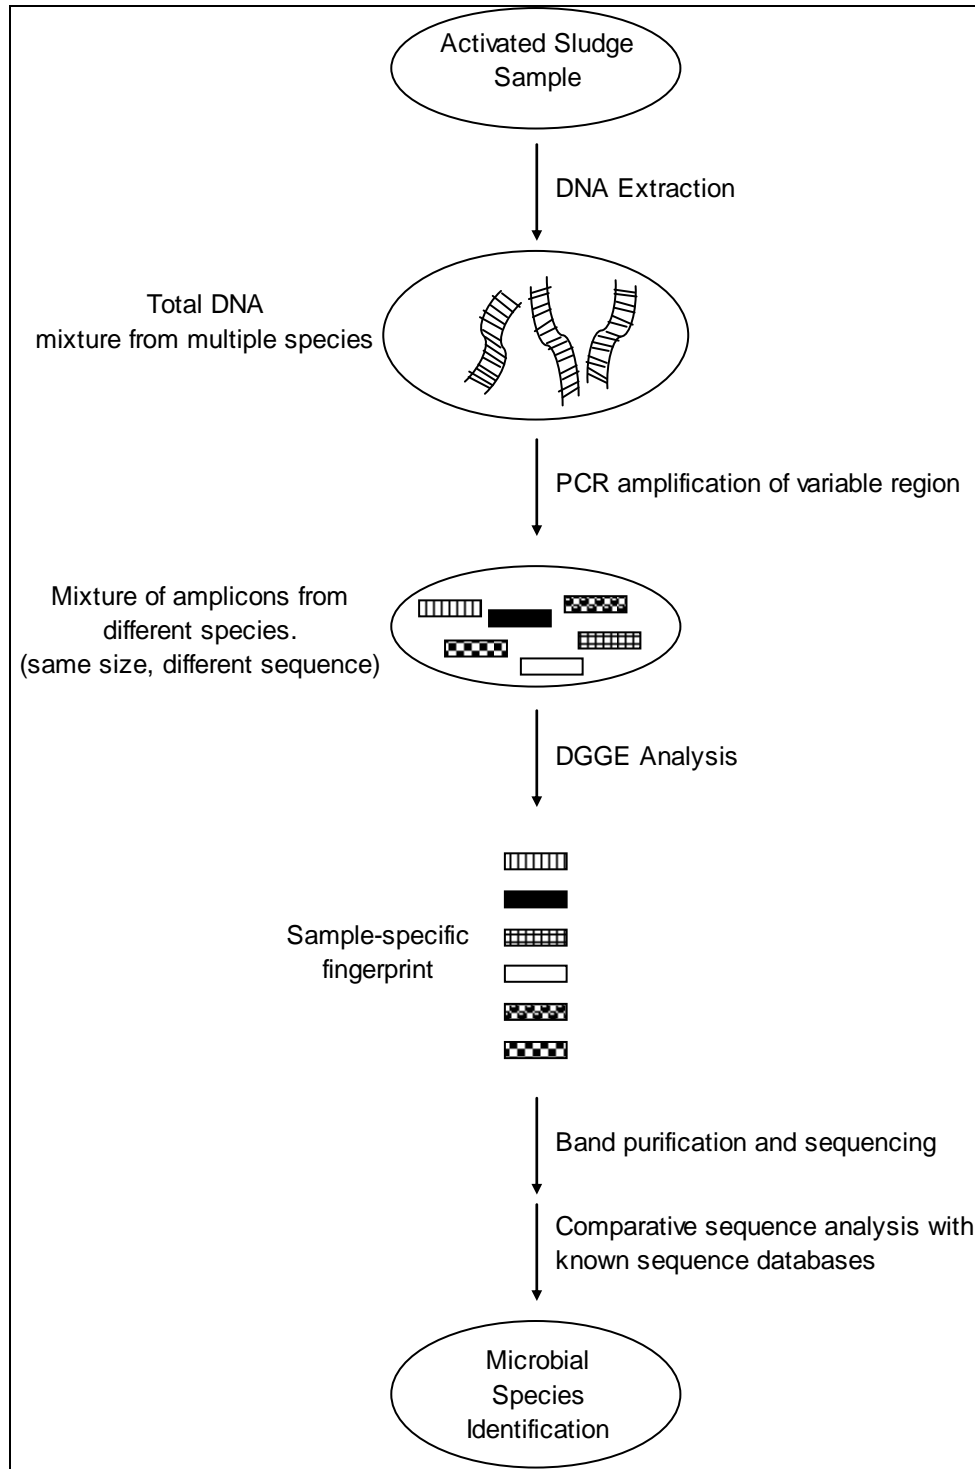 Activated Sludge
Sample
DNA Extraction
Total DNA
mixture from multiple species
PCR amplification of variable region
Mixture of amplicons from
different species.
(same size, different sequence)
DGGE Analysis
Sample-specific
fingerprint
Band purification and sequencing
Comparative sequence analysis with
known sequence databases
Microbial
Species
Identification